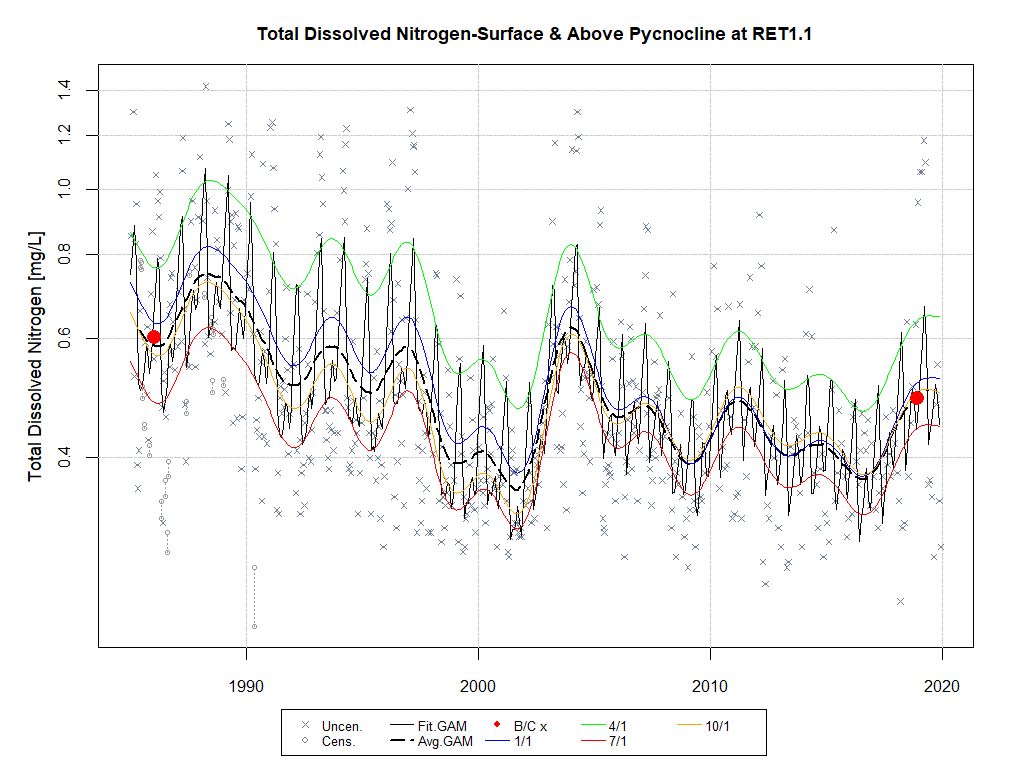 Total Dissolved Nitrogen-Surface & Above Pycnocline at RET1.1
Total Dissolved Nitrogen [mg/L]
1.4
1.2
1.0
0.8
0.6
0.4
1990 2000 2010 2020
Uncen. Fit.GAM B/C x 4/1 10/1
Cens. Avg.GAM 1/1 7/1